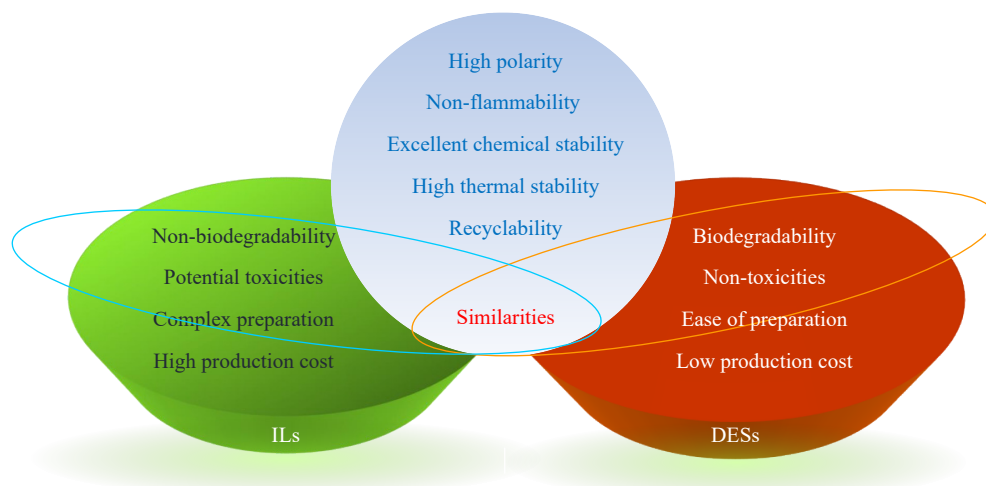 High polarity
Non-flammability
Excellent chemical stability
High thermal stability
Recyclability
Similarities
Non-biodegradability
Potential toxicities
Complex preparation
High production cost
ILs
Biodegradability
Non-toxicities
Ease of preparation
Low production cost
DESs